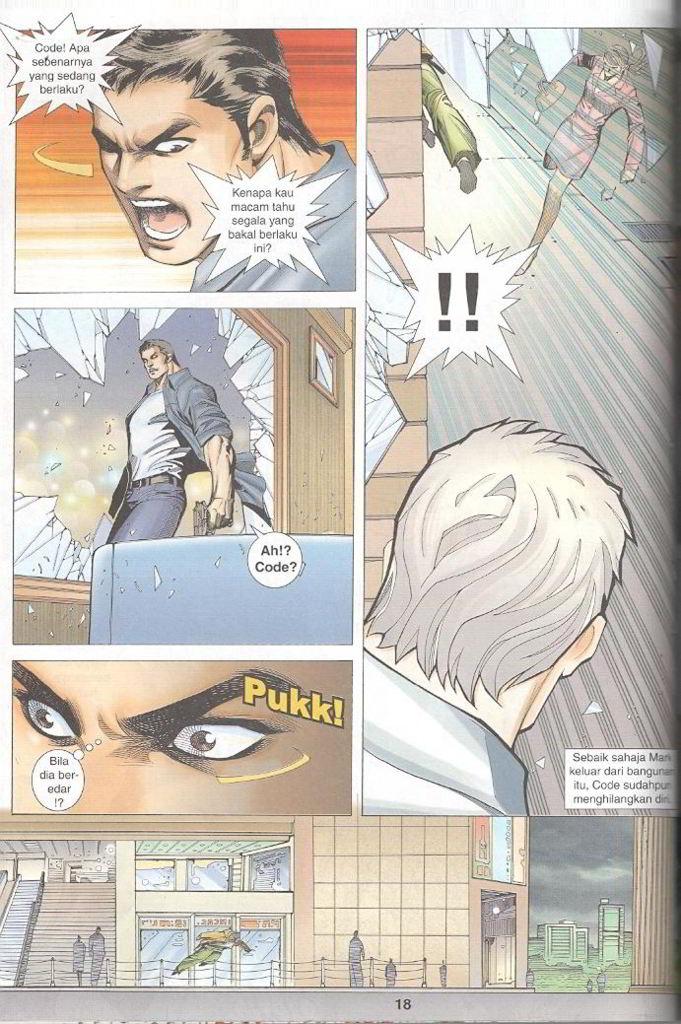 Code! Apa
sebenarnya
yang sedang
berlaku?
Kenapa kau
macam tahu
segala yang
bakal berlaku
ini?
!!
Ah!?
Code?
Pukk!
Bila
dia ber-
edar
!?
Sebaik sahaja Mark
keluar dari bangunan
itu, Code sudahpun
menghilangkan diri.
18